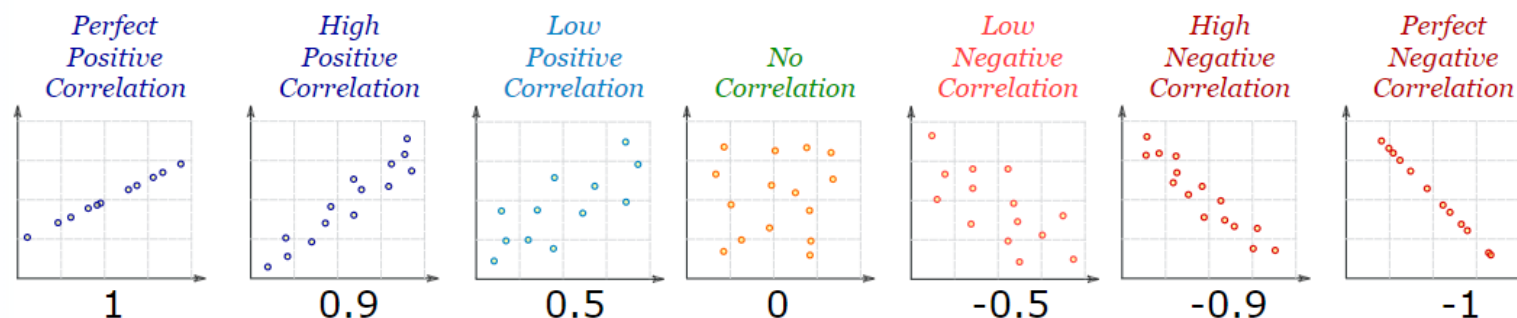 Perfect
Positive
Correlation
High
Positive
Correlation
Low
Positive
Correlation
No
Correlation
Low
Negative
Correlation
High
Negative
Correlation
Perfect
Negative
Correlation
1
0.9
0.5
0
-0.5
-0.9
-1